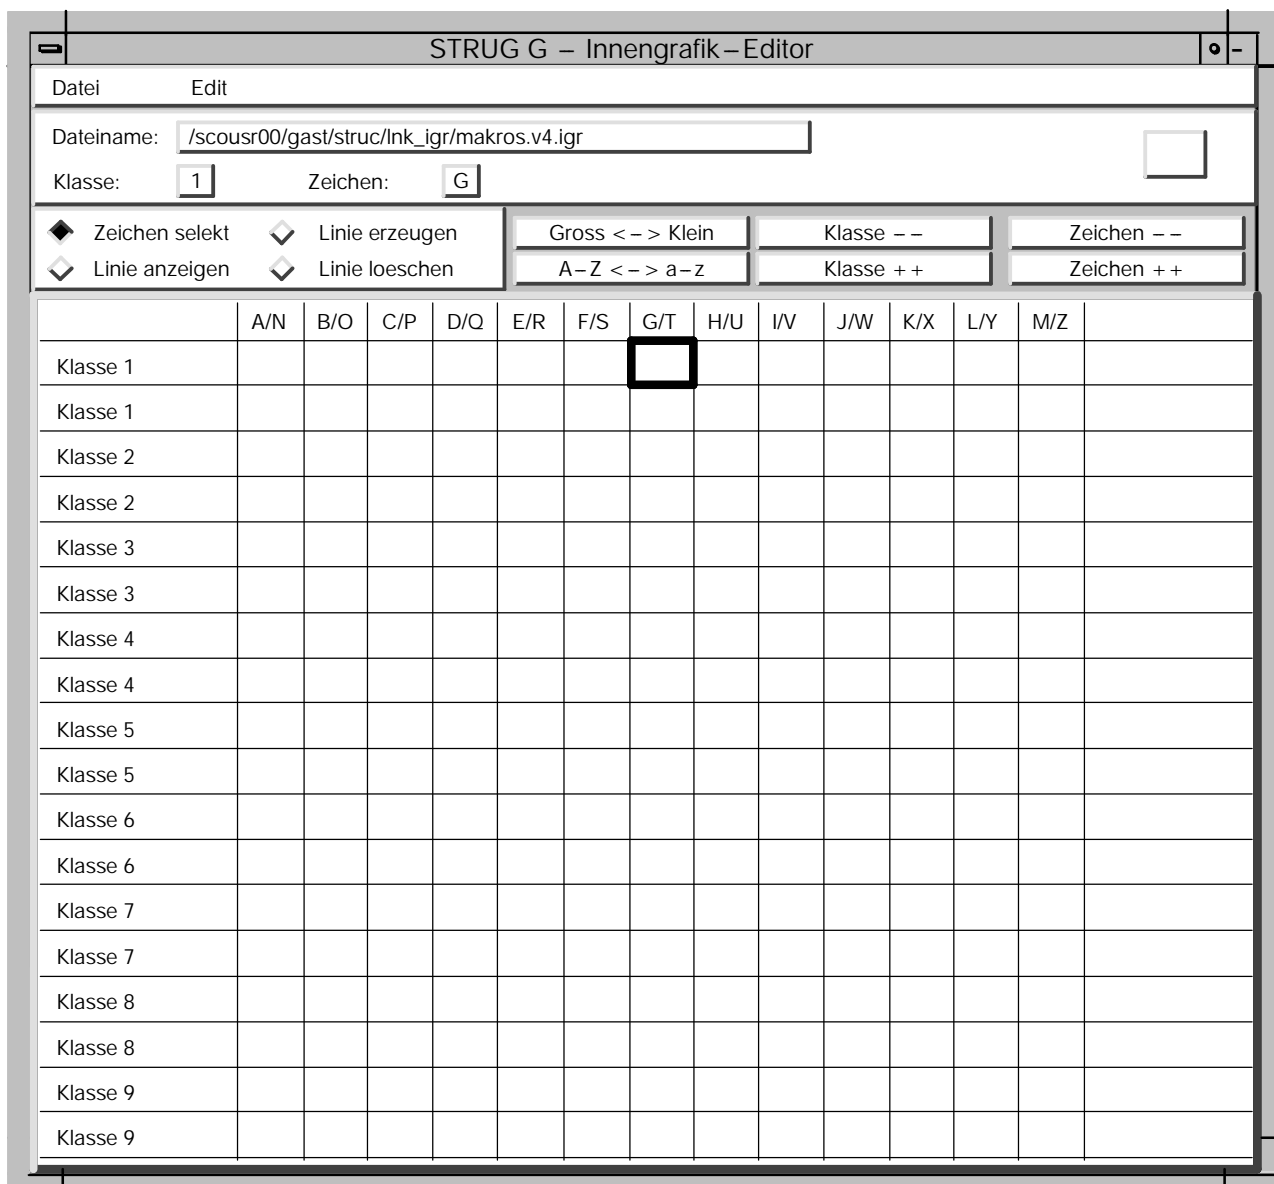 STRUG G – Innengrafik–Editor
Datei Edit
Dateiname: /scousr00/gast/struc/lnk_igr/makros.v4.igr
Klasse: 1 Zeichen: G
Zeichen selekt Linie erzeugen Gross <–> Klein Klasse –– Zeichen ––
Linie anzeigen Linie loeschen A–Z <–> a–z Klasse ++ Zeichen ++
A/N B/O C/P D/Q E/R F/S G/T H/U I/V J/W K/X L/Y M/Z
Klasse 1
Klasse 1
Klasse 2
Klasse 2
Klasse 3
Klasse 3
Klasse 4
Klasse 4
Klasse 5
Klasse 5
Klasse 6
Klasse 6
Klasse 7
Klasse 7
Klasse 8
Klasse 8
Klasse 9
Klasse 9